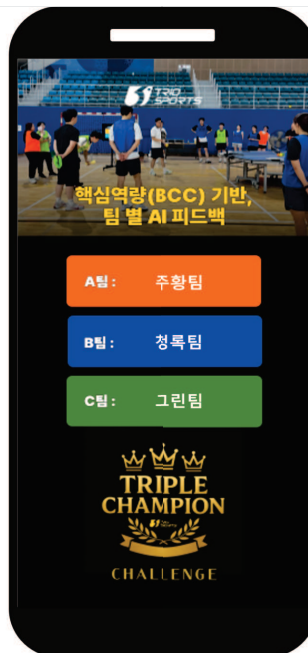 TRIO
SPORTS
핵심역량(BCC) 기반,
팀 별 AI 피드백
A팀 : 주황팀
B팀 : 청록팀
C팀 : 그린팀
TRIPLE
CHAMPION
CHALLENGE